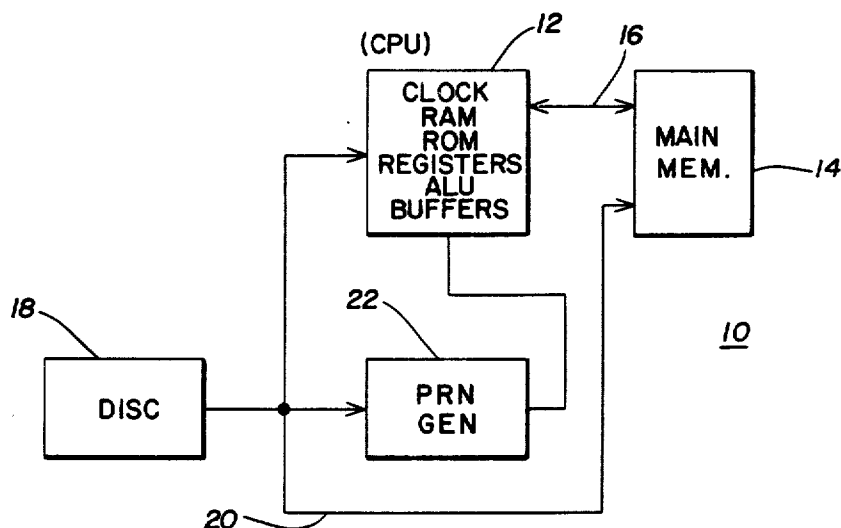 (CPU)
12
16
CLOCK
RAM
ROM
REGISTERS
ALU
BUFFERS
MAIN
MEM.
14
18
22
10
DISC
PRN
GEN
20